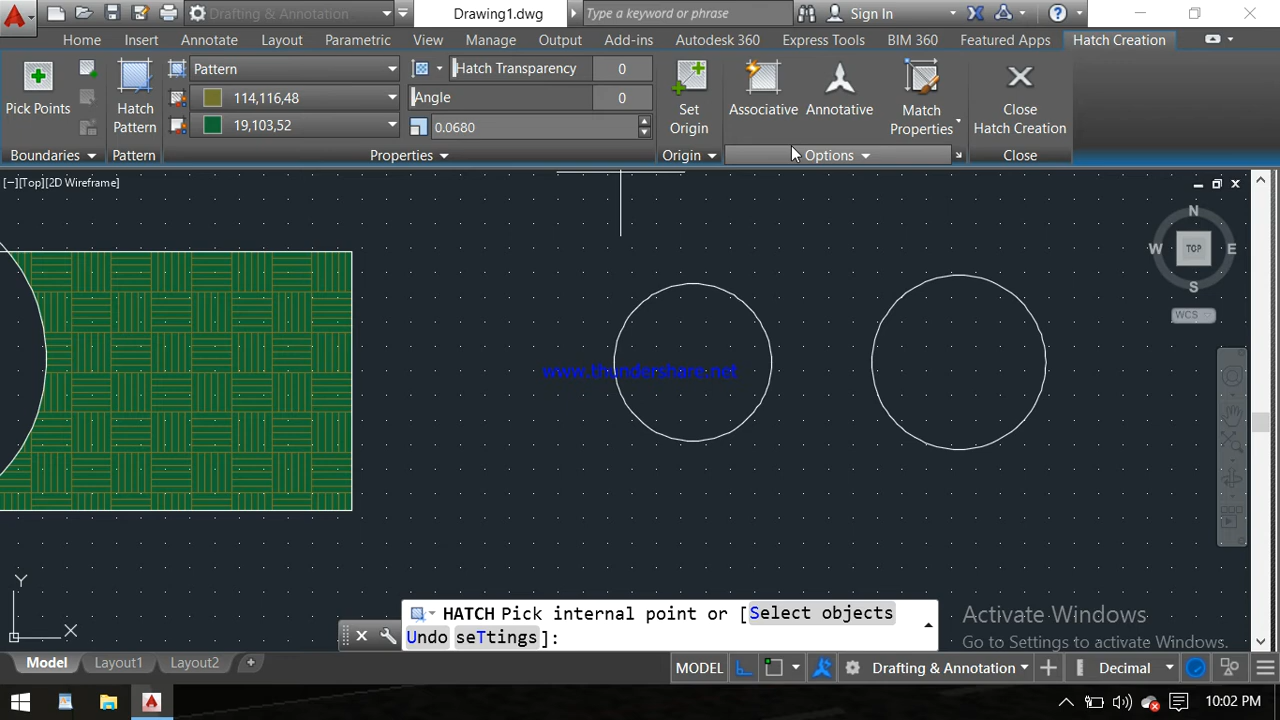 Drafting & Annotation
Drawing1.dwg
Type a keyword or phrase
Sign In
Home Insert Annotate Layout Parametric View Manage Output Add-ins Autodesk 360 Express Tools BIM 360 Featured Apps Hatch Creation
Pick Points
Hatch
Pattern
Pattern
114,116,48
19,103,52
Hatch Transparency 0
Angle 0
0.0680
Set
Origin
Associative
Annotative
Match
Properties
Close
Hatch Creation
Boundaries Pattern Properties Origin Options Close
[−][Top][2D Wireframe]
N
W TOP E
S
WCS
www.thundershare.net
Y
X
HATCH Pick internal point or [Select objects
Undo seTtings]:
Activate Windows
Go to Settings to activate Windows.
Model Layout1 Layout2
MODEL
Drafting & Annotation
Decimal
10:02 PM